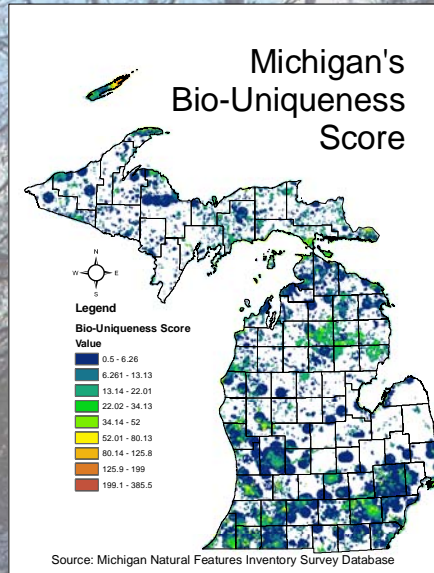 Michigan's
Bio-Uniqueness
Score
N
W E
S
Legend
Bio-Uniqueness Score
Value
0.5 - 6.26
6.261 - 13.13
13.14 - 22.01
22.02 - 34.13
34.14 - 52
52.01 - 80.13
80.14 - 125.8
125.9 - 199
199.1 - 385.5
Source: Michigan Natural Features Inventory Survey Database